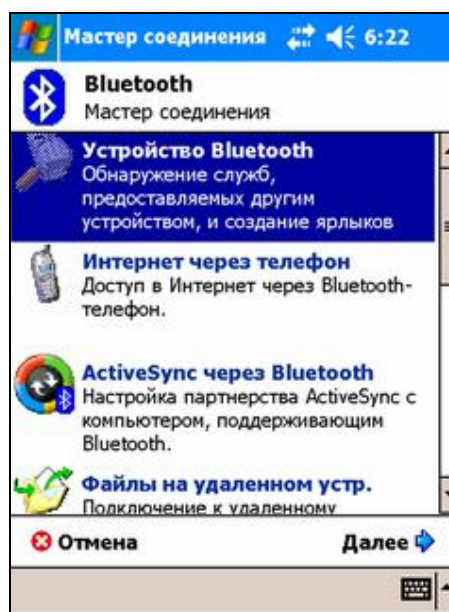 Мастер соединения 6:22
Bluetooth
Мастер соединения
Устройство Bluetooth
Обнаружение служб,
предоставляемых другим
устройством, и создание ярлыков
Интернет через телефон
Доступ в Интернет через Bluetooth-
телефон.
ActiveSync через Bluetooth
Настройка партнерства ActiveSync с
компьютером, поддерживающим
Bluetooth.
Файлы на удаленном устр.
Подключение к удаленному
Отмена Далее